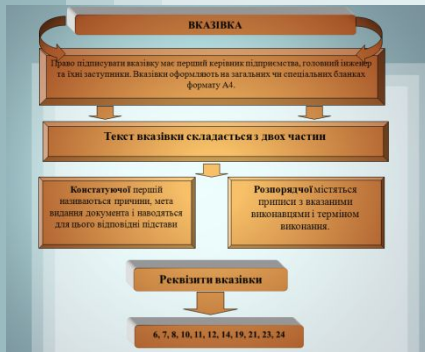 ВКАЗІВКА
Право підписувати вказівку має перший керівник підприємства, головний інженер
та їхні заступники. Вказівки оформляють на загальних чи спеціальних бланках
формату А4.
Текст вказівки складається з двох частин
Констатуючої першій
називаються причини, мета
видання документа і наводяться
для цього відповідні підстави
Розпорядчої містяться
приписи з вказаними
виконавцями і терміном
виконання.
Реквізити вказівки
6, 7, 8, 10, 11, 12, 14, 19, 21, 23, 24